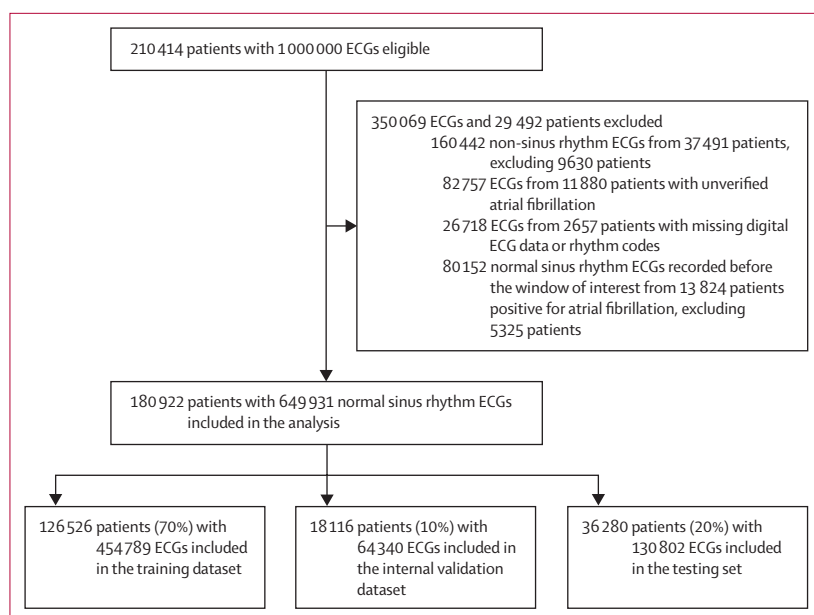 210 414 patients with 1 000 000 ECGs eligible
350 069 ECGs and 29 492 patients excluded
160 442 non-sinus rhythm ECGs from 37 491 patients,
excluding 9630 patients
82 757 ECGs from 11 880 patients with unverified
atrial fibrillation
26 718 ECGs from 2657 patients with missing digital
ECG data or rhythm codes
80 152 normal sinus rhythm ECGs recorded before
the window of interest from 13 824 patients
positive for atrial fibrillation, excluding
5325 patients
180 922 patients with 649 931 normal sinus rhythm ECGs
included in the analysis
126 526 patients (70%) with
454 789 ECGs included
in the training dataset
18 116 patients (10%) with
64 340 ECGs included in
the internal validation
dataset
36 280 patients (20%) with
130 802 ECGs included
in the testing set